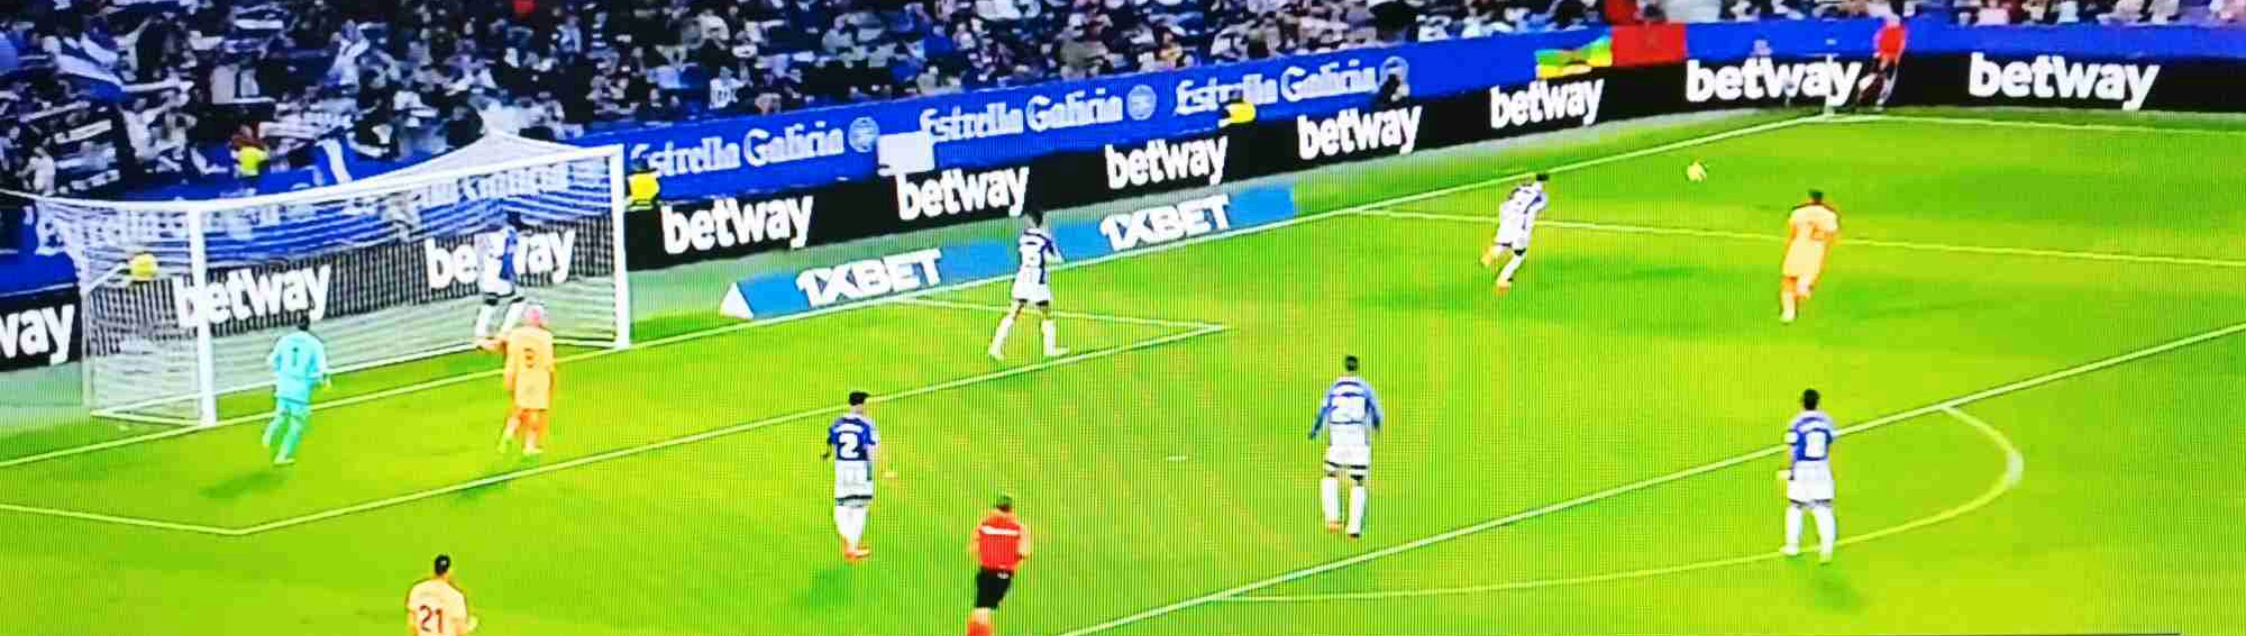 Estrella Galicia Estrella Galicia Estrella Galicia
betway betway betway betway betway betway betway
way betway betway
1XBET 1XBET
2
21